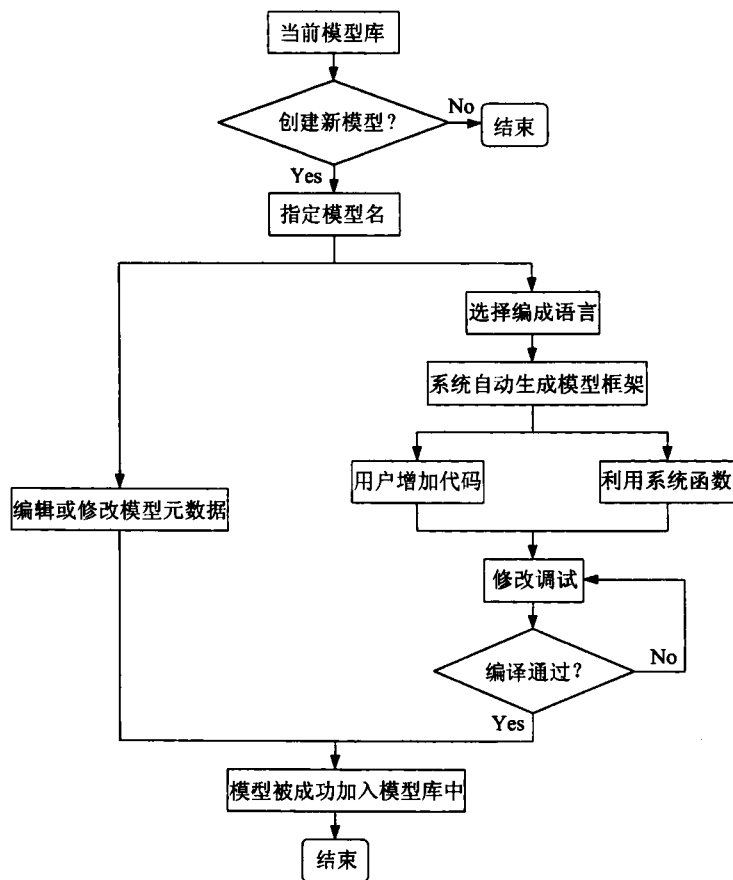 当前模型库
创建新模型?
No
结束
Yes
指定模型名
选择编成语言
系统自动生成模型框架
用户增加代码
利用系统函数
编辑或修改模型元数据
修改调试
编译通过?
No
Yes
模型被成功加入模型库中
结束